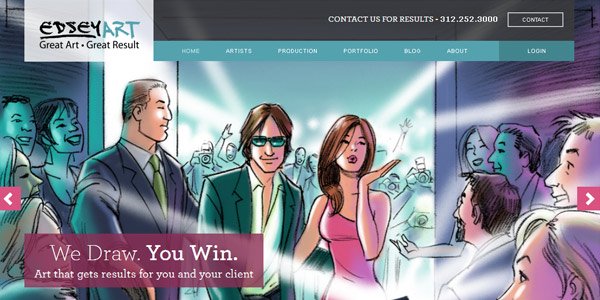 EDSEYART
Great Art • Great Result
CONTACT US FOR RESULTS - 312.252.3000
CONTACT
HOME ARTISTS PRODUCTION PORTFOLIO BLOG ABOUT LOGIN
We Draw. You Win.
Art that gets results for you and your client